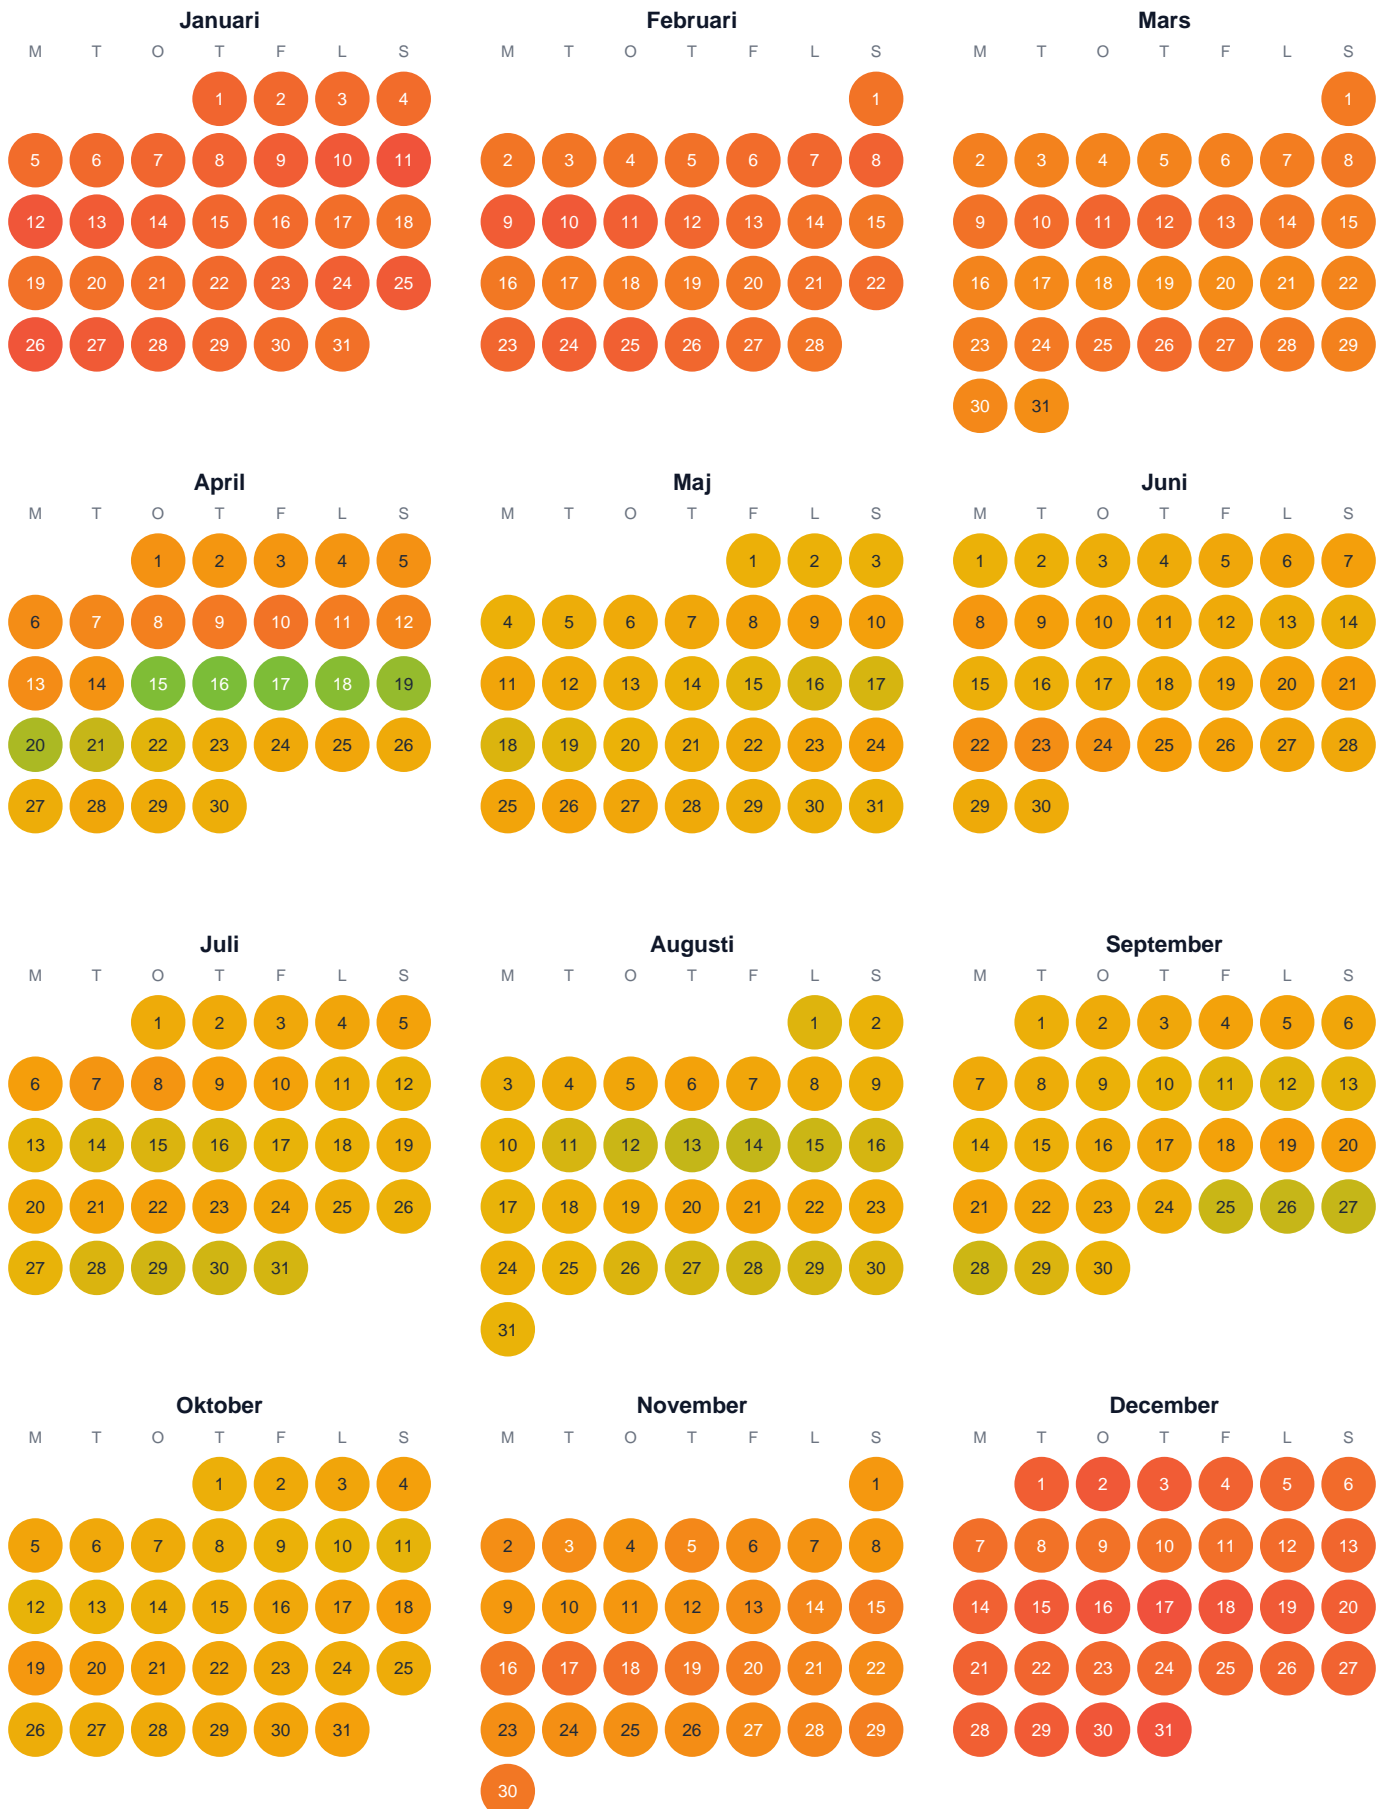 Januari Februari Mars
M T O T F L S M T O T F L S M T O T F L S
1 2 3 4 1 1
5 6 7 8 9 10 11 2 3 4 5 6 7 8 2 3 4 5 6 7 8
12 13 14 15 16 17 18 9 10 11 12 13 14 15 9 10 11 12 13 14 15
19 20 21 22 23 24 25 16 17 18 19 20 21 22 16 17 18 19 20 21 22
26 27 28 29 30 31 23 24 25 26 27 28 23 24 25 26 27 28 29
30 31
April Maj Juni
M T O T F L S M T O T F L S M T O T F L S
1 2 3 4 5 1 2 3 1 2 3 4 5 6 7
6 7 8 9 10 11 12 4 5 6 7 8 9 10 8 9 10 11 12 13 14
13 14 15 16 17 18 19 11 12 13 14 15 16 17 15 16 17 18 19 20 21
20 21 22 23 24 25 26 18 19 20 21 22 23 24 22 23 24 25 26 27 28
27 28 29 30 25 26 27 28 29 30 31 29 30
Juli Augusti September
M T O T F L S M T O T F L S M T O T F L S
1 2 3 4 5 1 2 1 2 3 4 5 6
6 7 8 9 10 11 12 3 4 5 6 7 8 9 7 8 9 10 11 12 13
13 14 15 16 17 18 19 10 11 12 13 14 15 16 14 15 16 17 18 19 20
20 21 22 23 24 25 26 17 18 19 20 21 22 23 21 22 23 24 25 26 27
27 28 29 30 31 24 25 26 27 28 29 30 28 29 30
31
Oktober November December
M T O T F L S M T O T F L S M T O T F L S
1 2 3 4 1 1 2 3 4 5 6
5 6 7 8 9 10 11 2 3 4 5 6 7 8 7 8 9 10 11 12 13
12 13 14 15 16 17 18 9 10 11 12 13 14 15 14 15 16 17 18 19 20
19 20 21 22 23 24 25 16 17 18 19 20 21 22 21 22 23 24 25 26 27
26 27 28 29 30 31 23 24 25 26 27 28 29 28 29 30 31
30